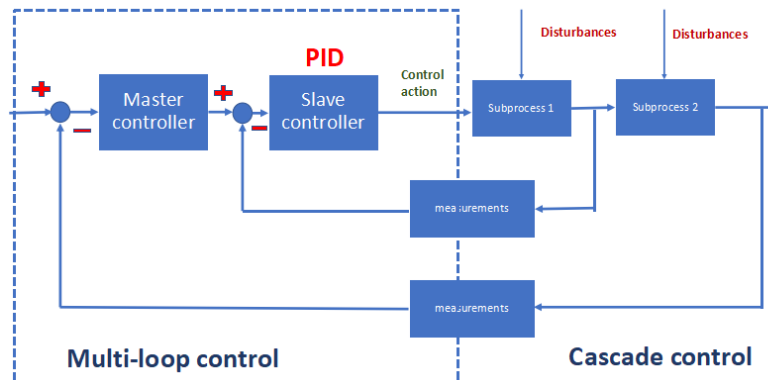 Disturbances
Disturbances
PID
Control
action
+
+
Master
controller
Slave
controller
Subprocess 1
Subprocess 2
−
−
measurements
measurements
Multi-loop control
Cascade control